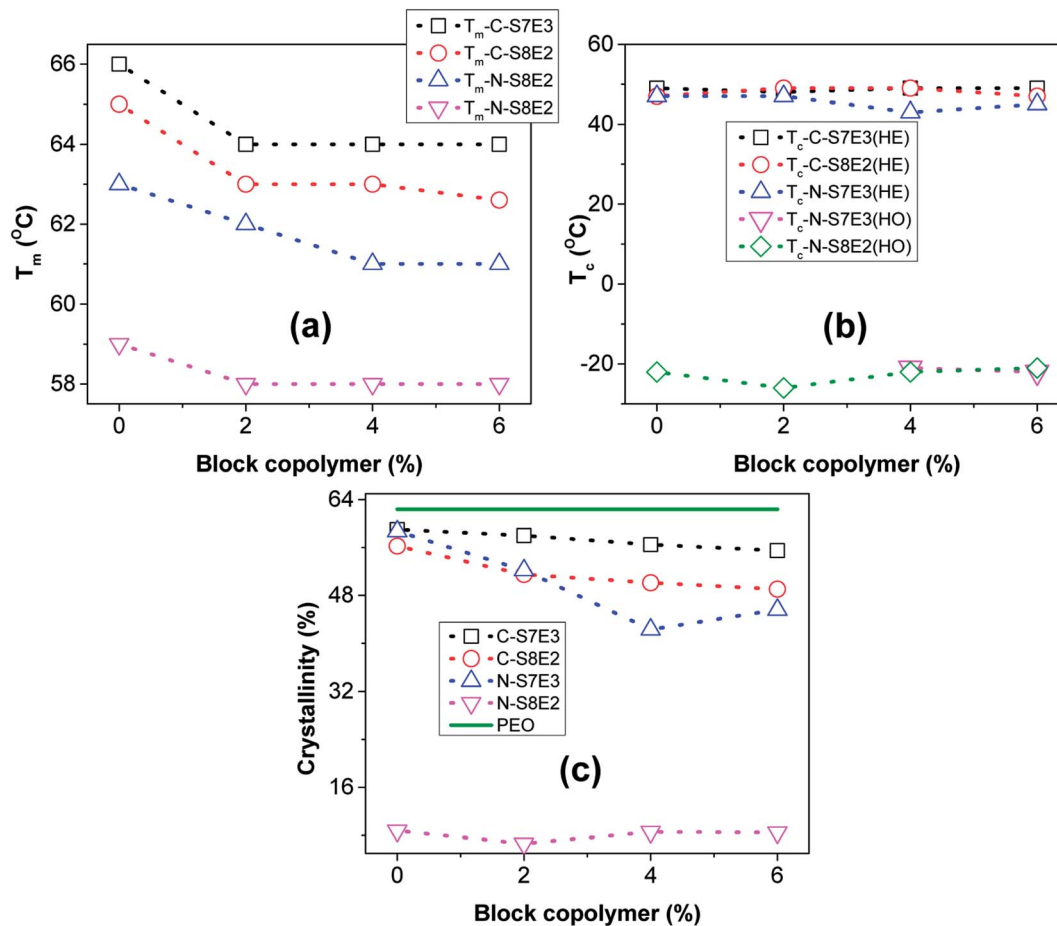 Tm-C-S7E3
Tm-C-S8E2
Tm-N-S8E2
Tm-N-S8E2
66
64
62
60
58
Tm (OC)
(a)
0 2 4 6
Block copolymer (%)
60
40
20
0
-20
Tc (OC)
Tc-C-S7E3(HE)
Tc-C-S8E2(HE)
Tc-N-S7E3(HE)
Tc-N-S7E3(HO)
Tc-N-S8E2(HO)
(b)
0 2 4 6
Block copolymer (%)
64
48
32
16
Crystallinity (%)
C-S7E3
C-S8E2
N-S7E3
N-S8E2
PEO
(c)
0 2 4 6
Block copolymer (%)